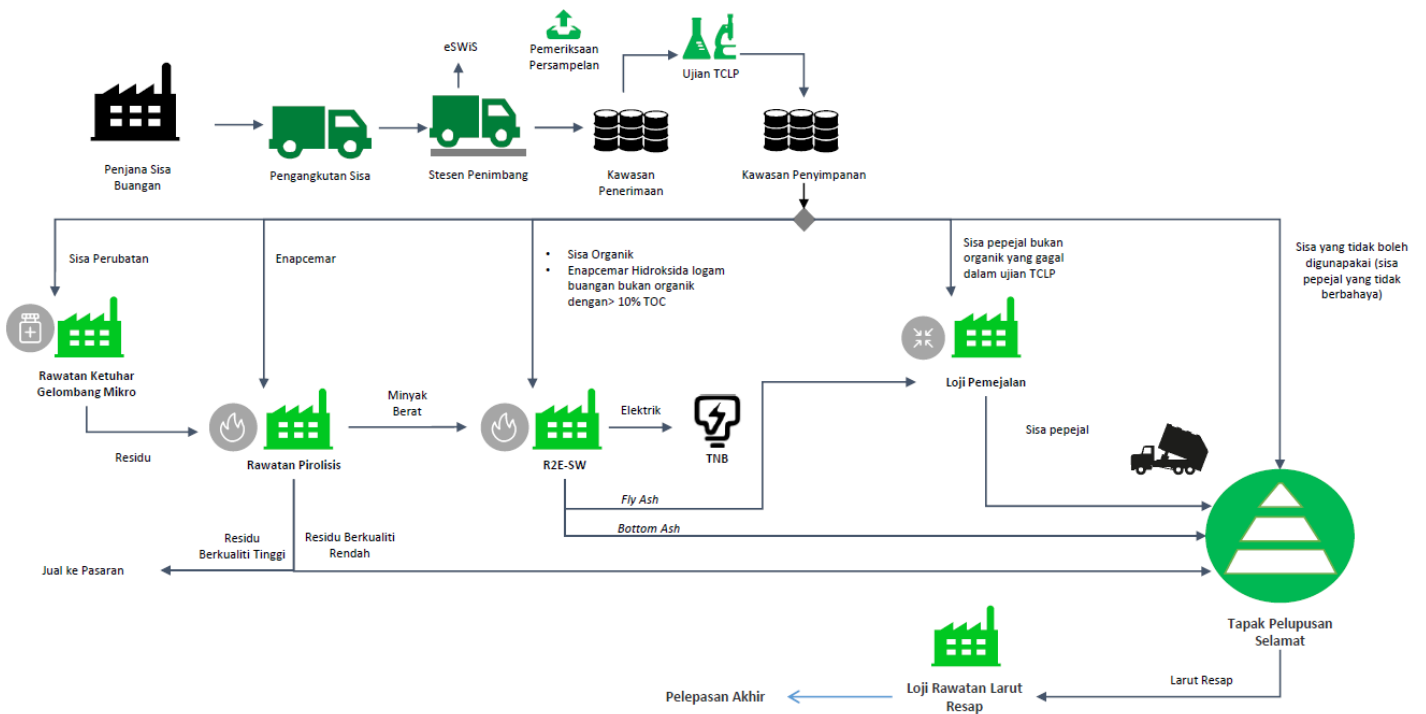 eSWiS
Pemeriksaan
Persampelan
Ujian TCLP
Penjana Sisa
Buangan
Pengangkutan Sisa
Stesen Penimbang
Kawasan
Penerimaan
Kawasan Penyimpanan
Sisa Perubatan
Enapcemar
• Sisa Organik
• Enapcemar Hidroksida logam
buangan bukan organik
dengan> 10% TOC
Sisa pepejal bukan
organik yang gagal
dalam ujian TCLP
Sisa yang tidak boleh
digunapakai (sisa
pepejal yang tidak
berbahaya)
Rawatan Ketuhar
Gelombang Mikro
Loji Pemejalan
Minyak
Berat
Elektrik
Residu
Rawatan Pirolisis
R2E-SW
TNB
Sisa pepejal
Fly Ash
Bottom Ash
Residu
Berkualiti Tinggi
Residu Berkualiti
Rendah
Jual ke Pasaran
Tapak Pelupusan
Selamat
Larut Resap
Loji Rawatan Larut
Resap
Pelepasan Akhir